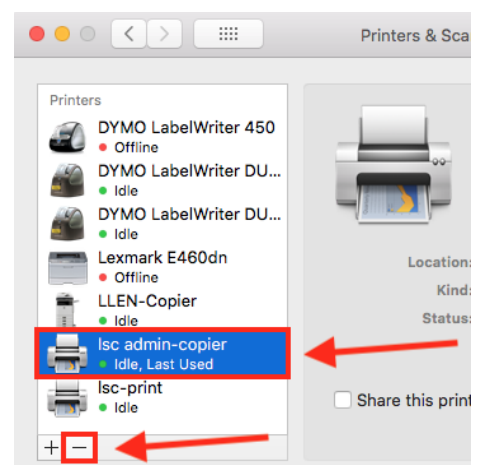 Printers & Sca
Printers
DYMO LabelWriter 450
Offline
DYMO LabelWriter DU...
Idle
DYMO LabelWriter DU...
Idle
Lexmark E460dn
Offline
LLEN-Copier
Idle
lsc admin-copier
Idle, Last Used
lsc-print
Idle
Location:
Kind:
Status:
Share this print